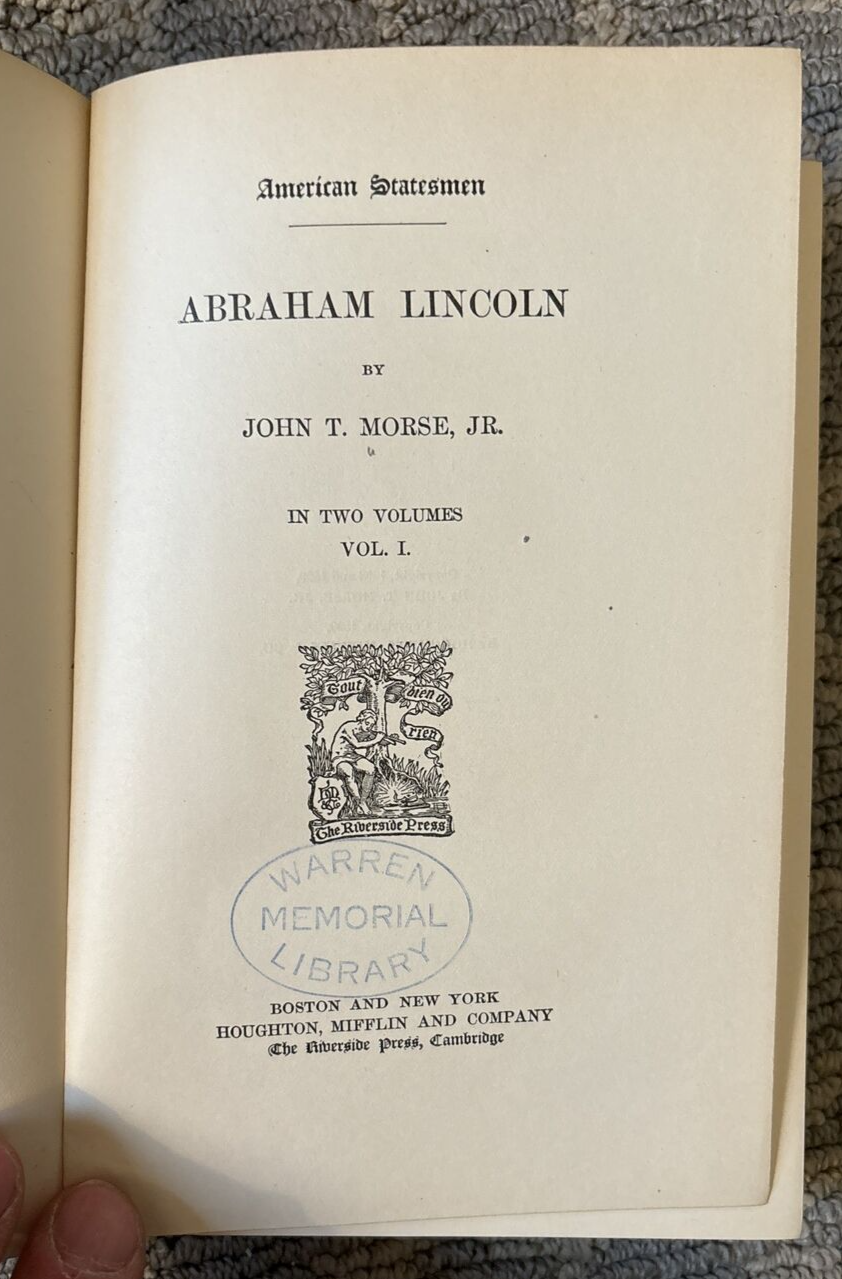 American Statesmen
ABRAHAM LINCOLN
BY
JOHN T. MORSE, JR.
IN TWO VOLUMES
VOL. I.
Tout
bien ou
rien
The Riverside Press
WARREN
MEMORIAL
LIBRARY
BOSTON AND NEW YORK
HOUGHTON, MIFFLIN AND COMPANY
The Riverside Press, Cambridge